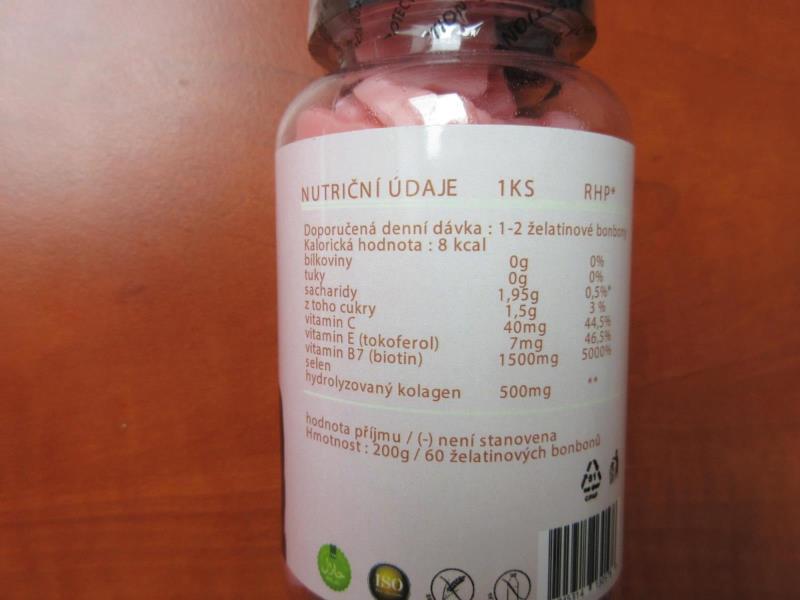 NUTRIČNÍ ÚDAJE 1KS RHP*
Doporučená denní dávka : 1-2 želatinové bonbony
Kalorická hodnota : 8 kcal
bílkoviny 0g 0%
tuky 0g 0%
sacharidy 1,95g 0,5%*
z toho cukry 1,5g 3 %
vitamin C 40mg 44,5%
vitamin E (tokoferol) 7mg 46,5%
vitamin B7 (biotin) 1500mg 5000%
selen
hydrolyzovaný kolagen 500mg **
hodnota příjmu / (-) není stanovena
Hmotnost : 200g / 60 želatinových bonbonů
حلال
ISO